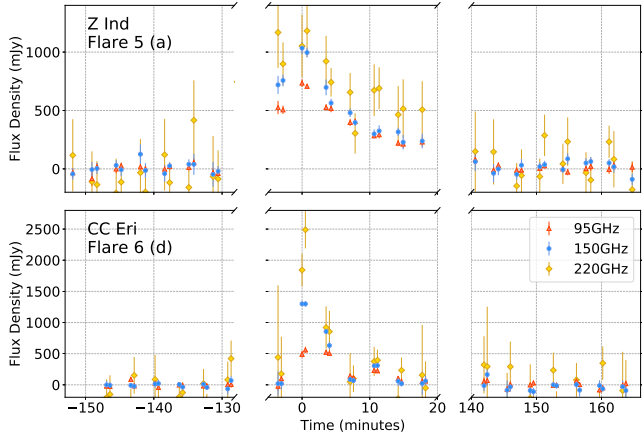 Z Ind
Flare 5 (a)
Flux Density (mJy)
1000
500
0
CC Eri
Flare 6 (d)
Flux Density (mJy)
2500
2000
1500
1000
500
0
95GHz
150GHz
220GHz
−150 −140 −130 0 10 20 140 150 160
Time (minutes)